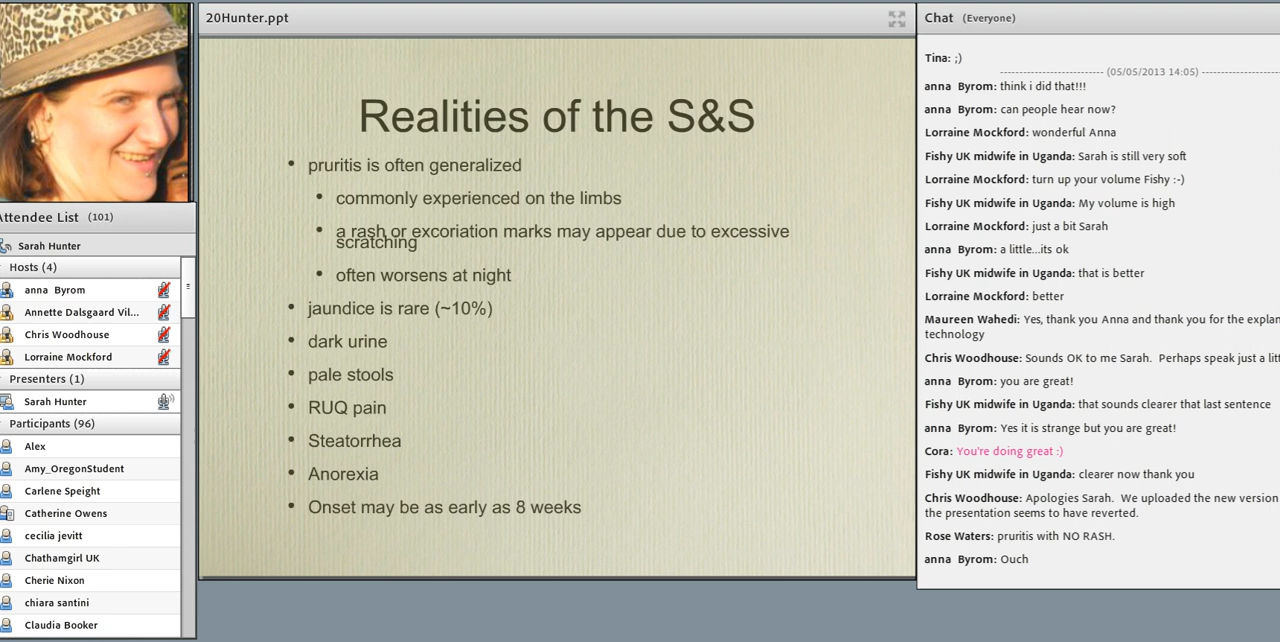 Attendee List (101)
Sarah Hunter
Hosts (4)
anna Byrom
Annette Dalsgaard Vil...
Chris Woodhouse
Lorraine Mockford
Presenters (1)
Sarah Hunter
Participants (96)
Alex
Amy_OregonStudent
Carlene Speight
Catherine Owens
cecilia jevitt
Chathamgirl UK
Cherie Nixon
chiara santini
Claudia Booker
20Hunter.ppt
Realities of the S&S
• pruritis is often generalized
• commonly experienced on the limbs
• a rash or excoriation marks may appear due to excessive
scratching
• often worsens at night
• jaundice is rare (~10%)
• dark urine
• pale stools
• RUQ pain
• Steatorrhea
• Anorexia
• Onset may be as early as 8 weeks
Chat (Everyone)
Tina: ;)
(05/05/2013 14:05)
anna Byrom: think i did that!!!
anna Byrom: can people hear now?
Lorraine Mockford: wonderful Anna
Fishy UK midwife in Uganda: Sarah is still very soft
Lorraine Mockford: turn up your volume Fishy :-)
Fishy UK midwife in Uganda: My volume is high
Lorraine Mockford: just a bit Sarah
anna Byrom: a little...its ok
Fishy UK midwife in Uganda: that is better
Lorraine Mockford: better
Maureen Wahedi: Yes, thank you Anna and thank you for the explan
technology
Chris Woodhouse: Sounds OK to me Sarah. Perhaps speak just a litt
anna Byrom: you are great!
Fishy UK midwife in Uganda: that sounds clearer that last sentence
anna Byrom: Yes it is strange but you are great!
Cora: You're doing great :)
Fishy UK midwife in Uganda: clearer now thank you
Chris Woodhouse: Apologies Sarah. We uploaded the new version
the presentation seems to have reverted.
Rose Waters: pruritis with NO RASH.
anna Byrom: Ouch